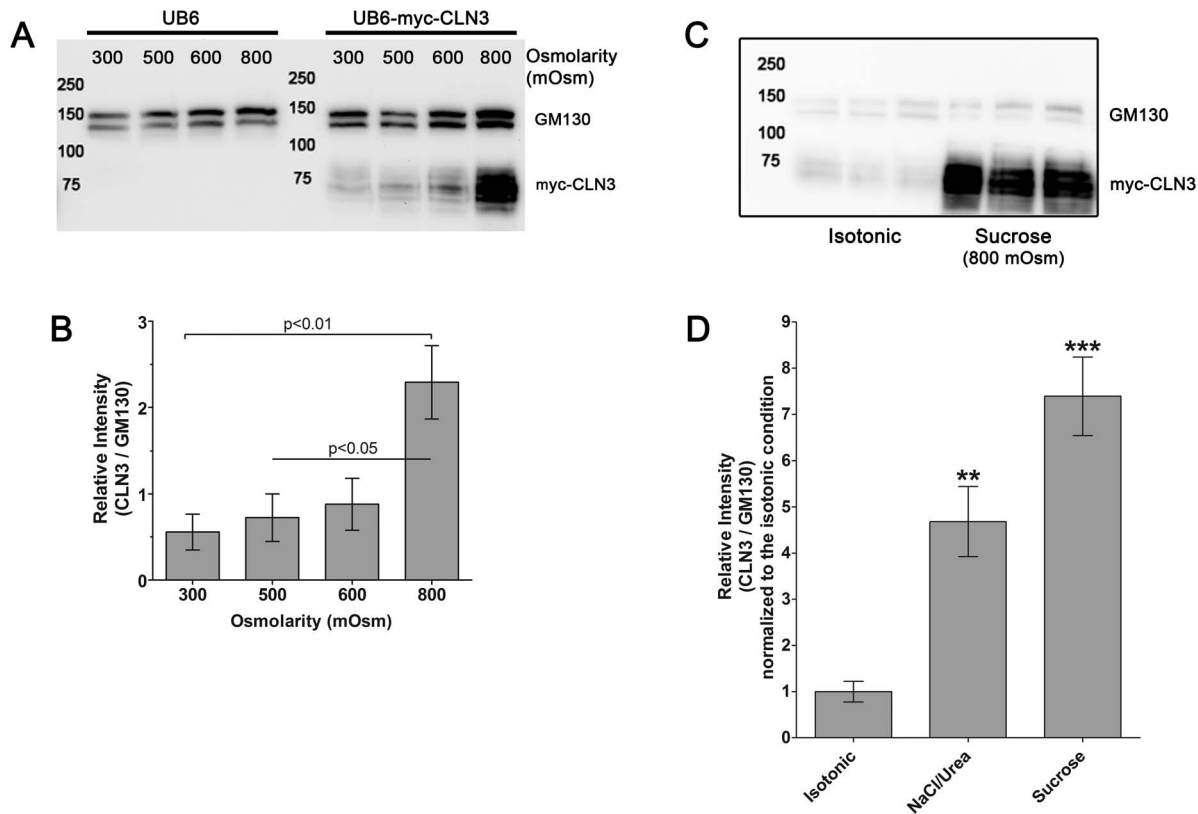 A
UB6
UB6-myc-CLN3
300 500 600 800
300 500 600 800
Osmolarity
(mOsm)
250
150
100
75
250
150
100
75
GM130
myc-CLN3
B
Relative Intensity
(CLN3 / GM130)
3
2
1
0
p<0.01
p<0.05
300 500 600 800
Osmolarity (mOsm)
C
250
150
100
75
GM130
myc-CLN3
Isotonic
Sucrose
(800 mOsm)
D
Relative Intensity
(CLN3 / GM130)
normalized to the isotonic condition
9
8
7
6
5
4
3
2
1
0
**
***
Isotonic
NaCl/Urea
Sucrose